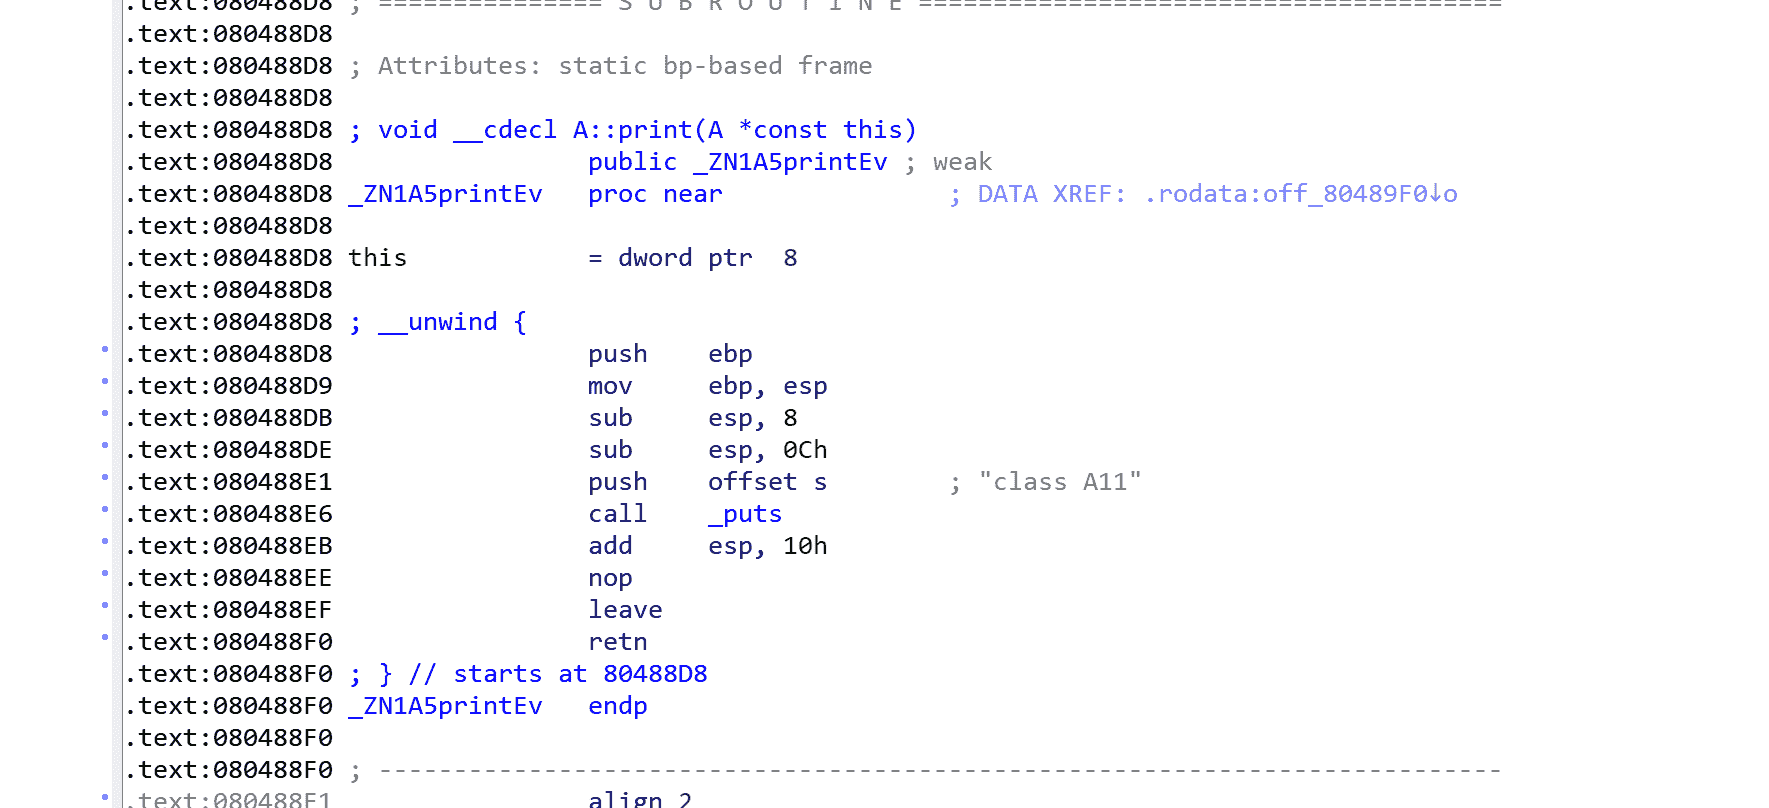 .text:080488D8 ; =============== S U B R O U T I N E =======================================
.text:080488D8
.text:080488D8 ; Attributes: static bp-based frame
.text:080488D8
.text:080488D8 ; void __cdecl A::print(A *const this)
.text:080488D8                 public _ZN1A5printEv ; weak
.text:080488D8 _ZN1A5printEv   proc near               ; DATA XREF: .rodata:off_80489F0↓o
.text:080488D8
.text:080488D8 this            = dword ptr  8
.text:080488D8
.text:080488D8 ; __unwind {
.text:080488D8                 push    ebp
.text:080488D9                 mov     ebp, esp
.text:080488DB                 sub     esp, 8
.text:080488DE                 sub     esp, 0Ch
.text:080488E1                 push    offset s        ; "class A11"
.text:080488E6                 call    _puts
.text:080488EB                 add     esp, 10h
.text:080488EE                 nop
.text:080488EF                 leave
.text:080488F0                 retn
.text:080488F0 ; } // starts at 80488D8
.text:080488F0 _ZN1A5printEv   endp
.text:080488F0
.text:080488F0 ; ---------------------------------------------------------------------------
.text:080488F1                 align 2